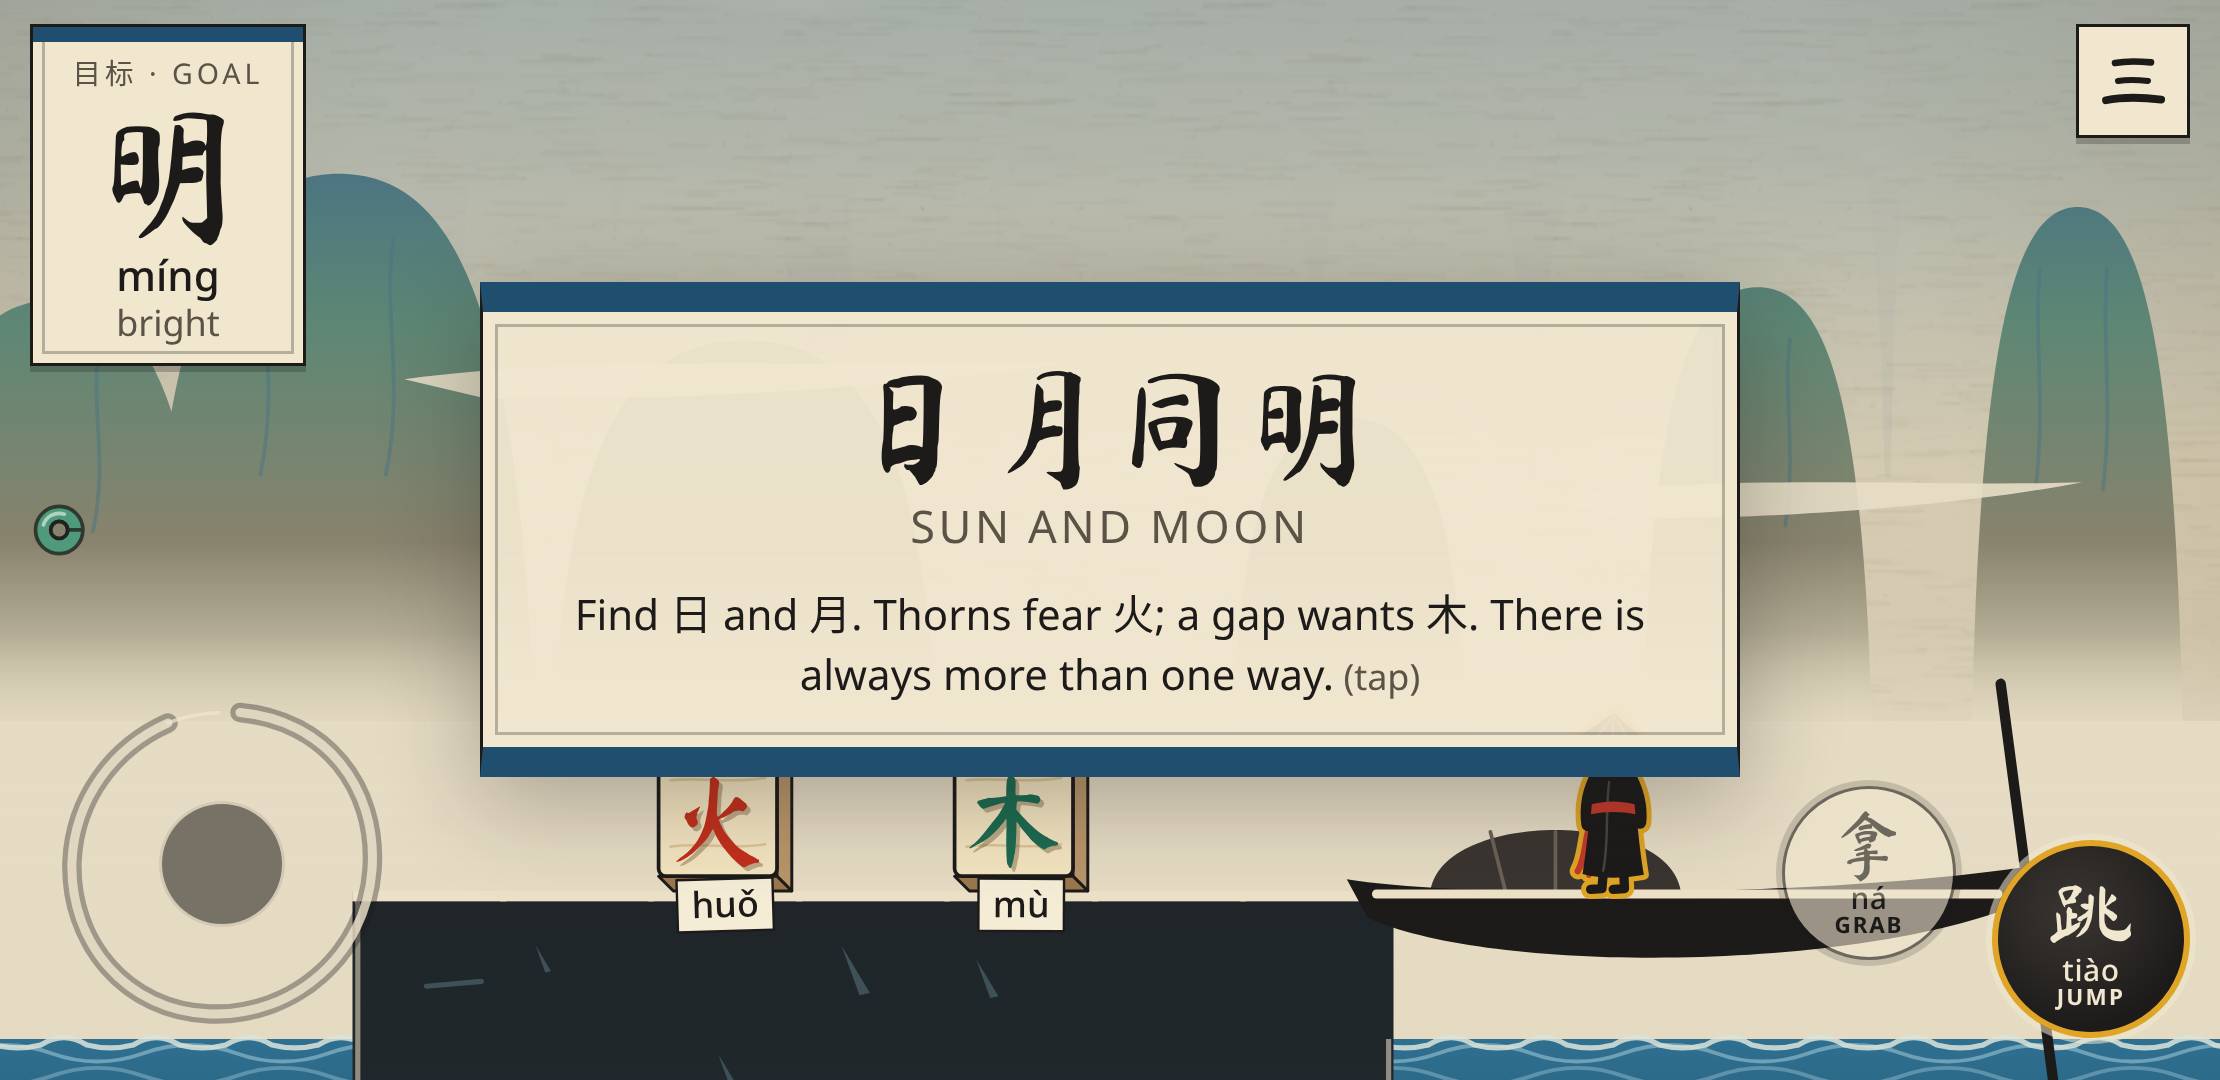 目标 · GOAL
明
míng
bright
三
日月同明
SUN AND MOON
Find 日 and 月. Thorns fear 火; a gap wants 木. There is
always more than one way. (tap)
火
huǒ
木
mù
拿
ná
GRAB
跳
tiào
JUMP